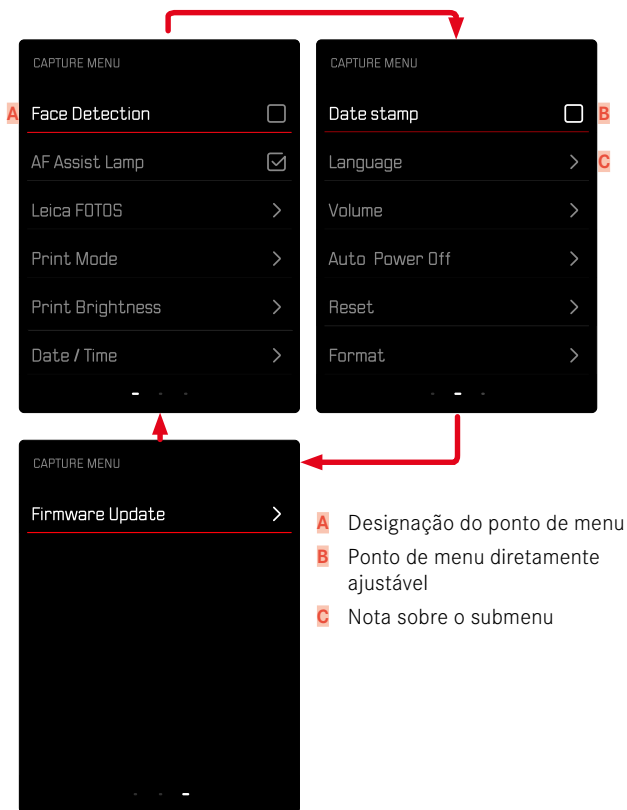 CAPTURE MENU
A Face Detection
AF Assist Lamp
Leica FOTOS
Print Mode
Print Brightness
Date / Time
CAPTURE MENU
Date stamp B
Language C
Volume
Auto Power Off
Reset
Format
CAPTURE MENU
Firmware Update
A Designação do ponto de menu
B Ponto de menu diretamente
ajustável
C Nota sobre o submenu